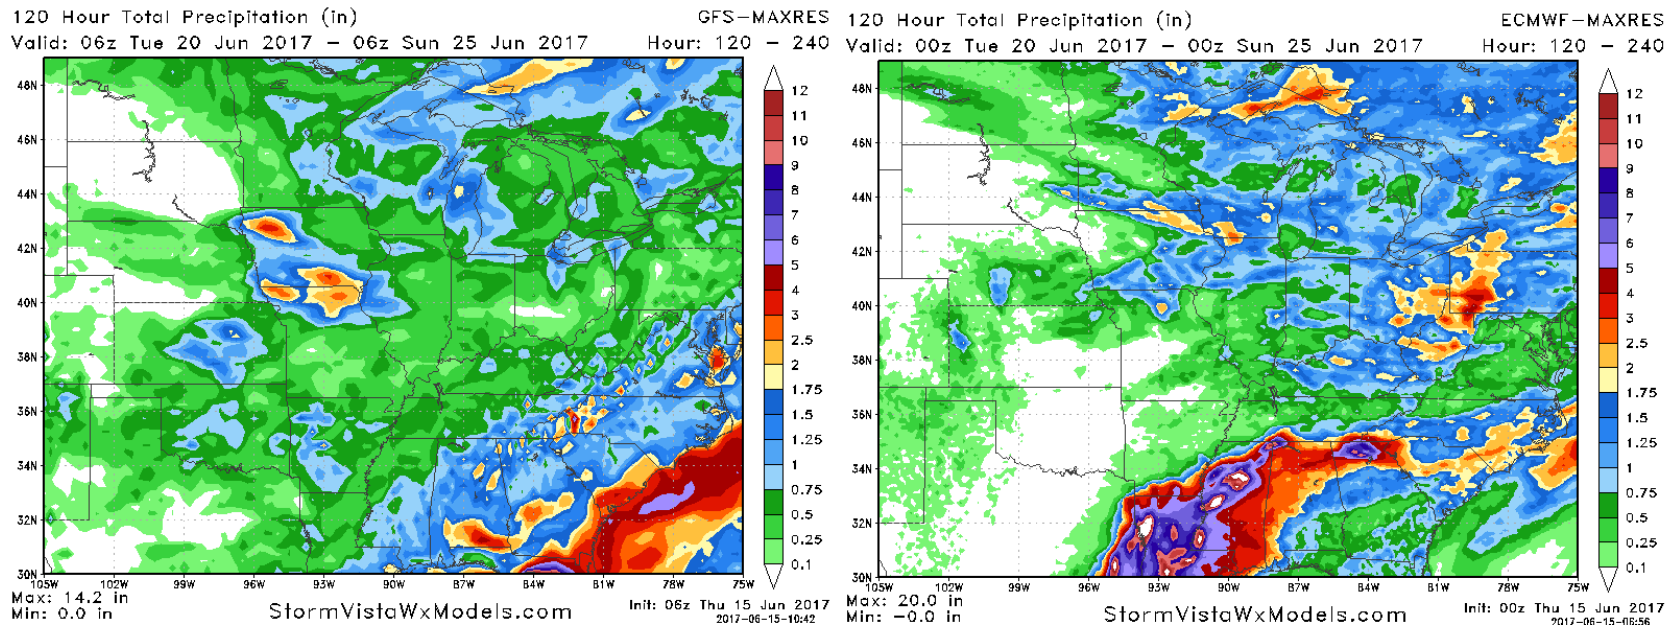 120 Hour Total Precipitation (in) GFS-MAXRES
Valid: 06z Tue 20 Jun 2017 - 06z Sun 25 Jun 2017 Hour: 120 - 240
48N
46N
44N
42N
40N
38N
36N
34N
32N
30N
105W 102W 99W 96W 93W 90W 87W 84W 81W 78W 75W
12
11
10
9
8
7
6
5
4
3
2.5
2
1.75
1.5
1.25
1
0.75
0.5
0.25
0.1
Max: 14.2 in
Min: 0.0 in
StormVistaWxModels.com
Init: 06z Thu 15 Jun 2017
2017-06-15-10:42
120 Hour Total Precipitation (in) ECMWF-MAXRES
Valid: 00z Tue 20 Jun 2017 - 00z Sun 25 Jun 2017 Hour: 120 - 240
48N
46N
44N
42N
40N
38N
36N
34N
32N
30N
105W 102W 99W 96W 93W 90W 87W 84W 81W 78W 75W
12
11
10
9
8
7
6
5
4
3
2.5
2
1.75
1.5
1.25
1
0.75
0.5
0.25
0.1
Max: 20.0 in
Min: -0.0 in
StormVistaWxModels.com
Init: 00z Thu 15 Jun 2017
2017-06-15-06:56